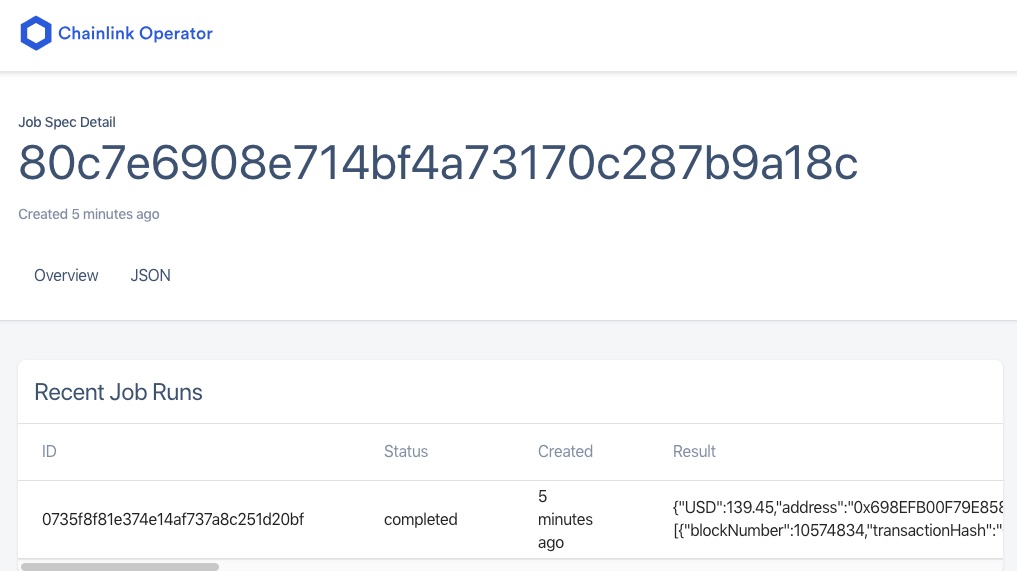 Chainlink Operator
Job Spec Detail
80c7e6908e714bf4a73170c287b9a18c
Created 5 minutes ago
Overview JSON
Recent Job Runs
ID Status Created Result
0735f8f81e374e14af737a8c251d20bf completed 5 minutes ago
{"USD":139.45,"address":"0x698EFB00F79E858
[{"blockNumber":10574834,"transactionHash":"